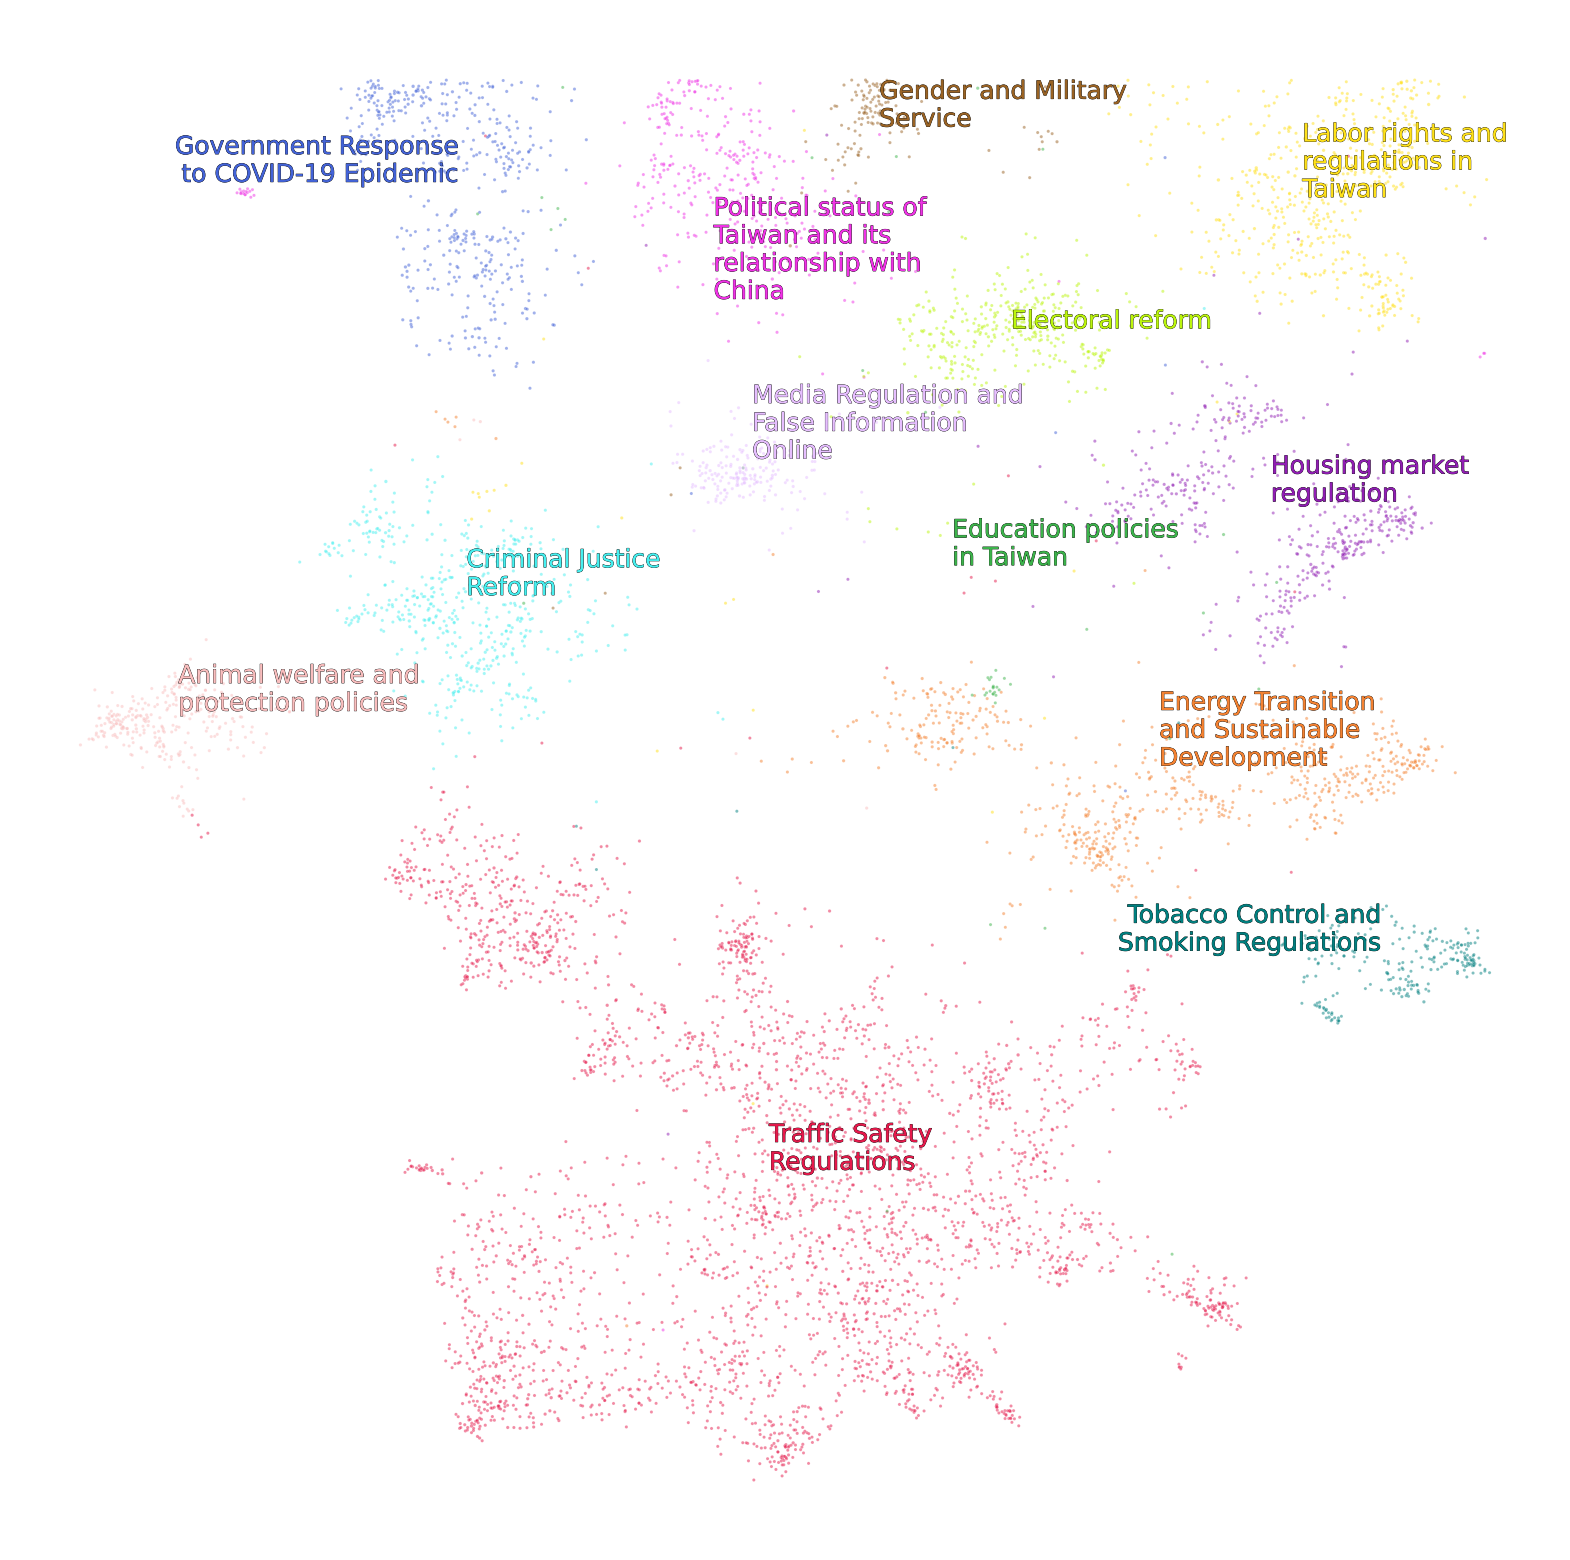 Gender and Military
Service
Government Response
to COVID-19 Epidemic
Labor rights and
regulations in
Taiwan
Political status of
Taiwan and its
relationship with
China
Electoral reform
Media Regulation and
False Information
Online
Housing market
regulation
Education policies
in Taiwan
Criminal Justice
Reform
Animal welfare and
protection policies
Energy Transition
and Sustainable
Development
Tobacco Control and
Smoking Regulations
Traffic Safety
Regulations